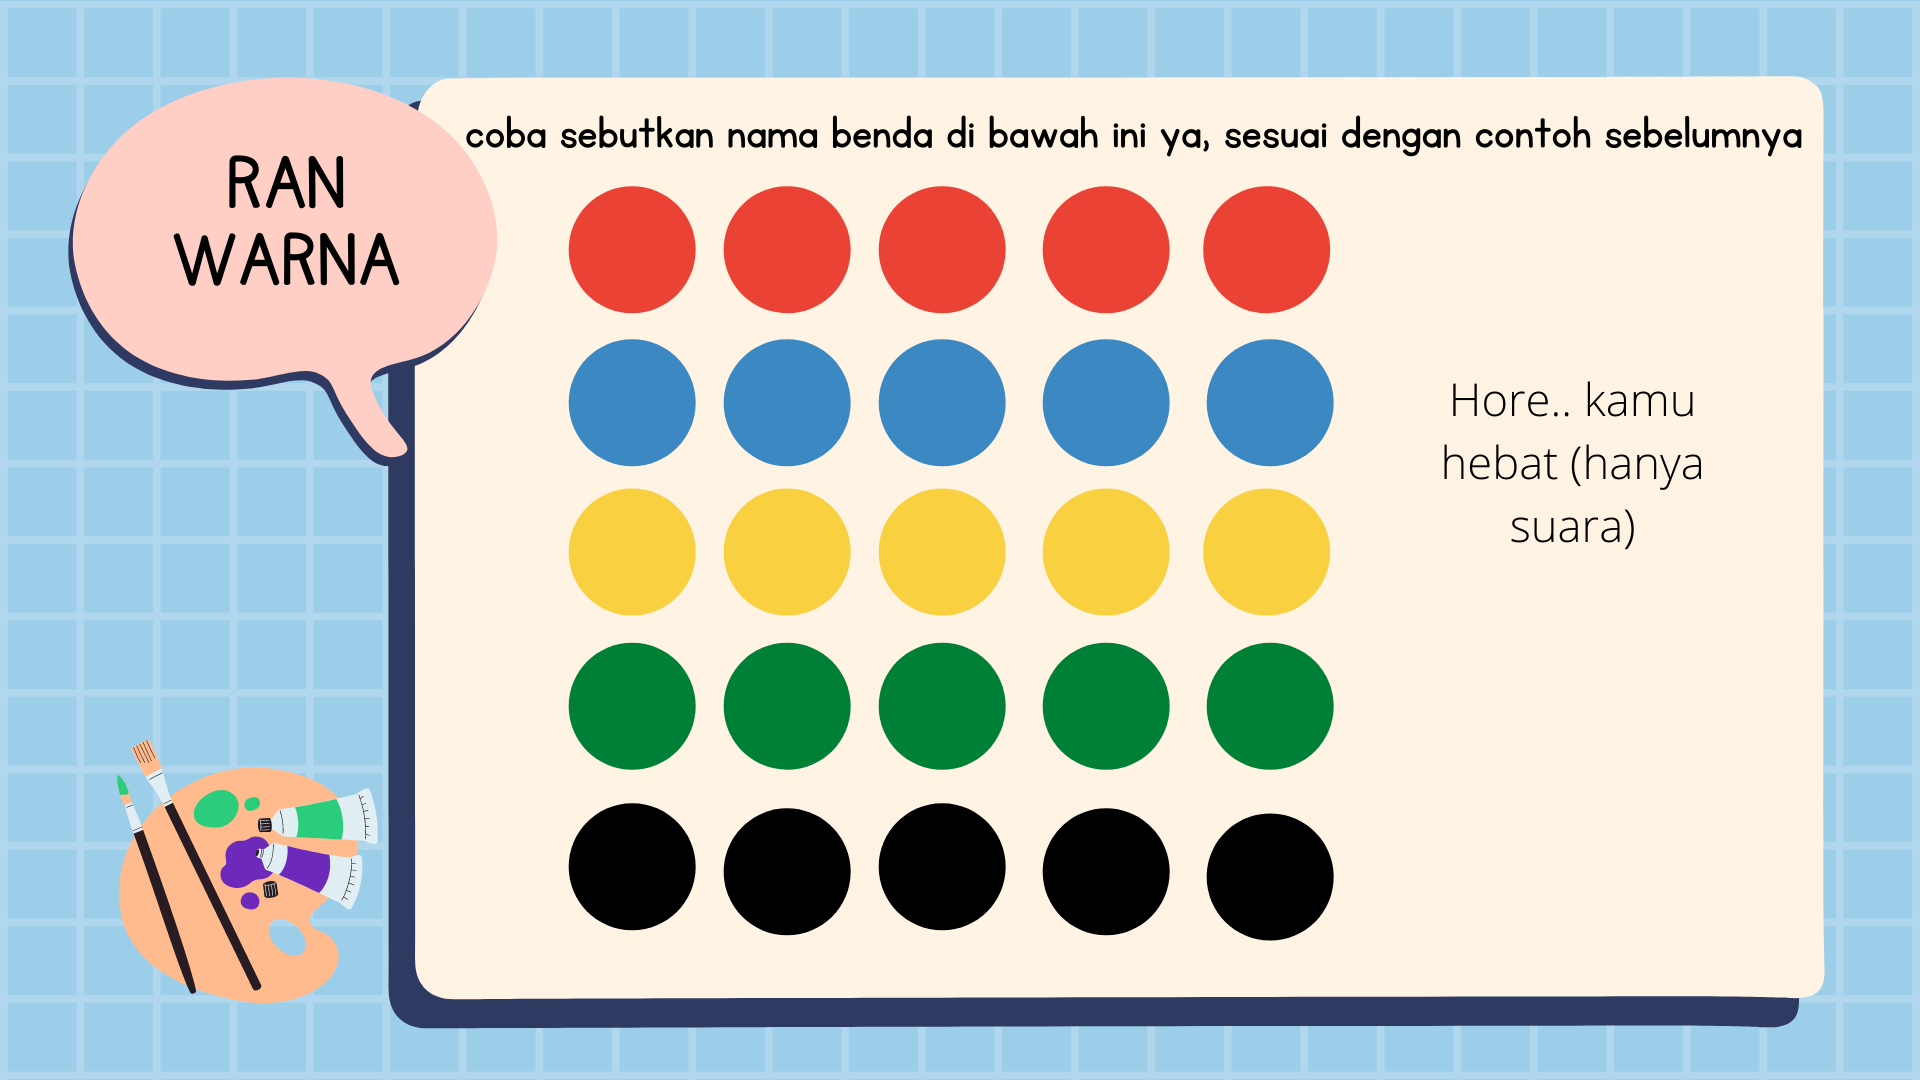 RAN
WARNA
coba sebutkan nama benda di bawah ini ya, sesuai dengan contoh sebelumnya
Hore.. kamu
hebat (hanya
suara)